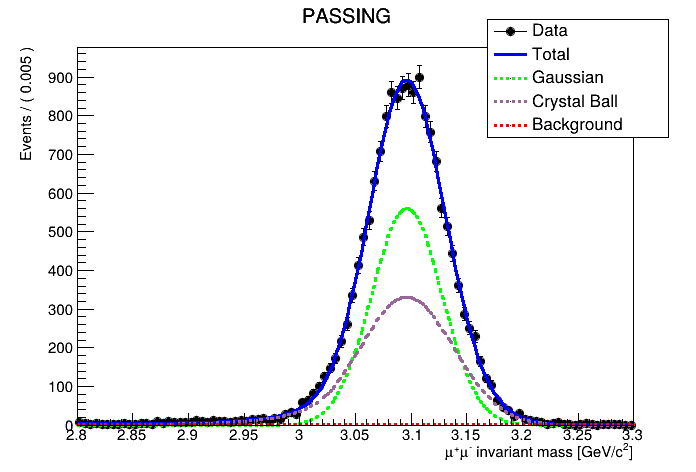 PASSING
Data
Total
Gaussian
Crystal Ball
Background
Events / ( 0.005 )
900
800
700
600
500
400
300
200
100
0
2.8 2.85 2.9 2.95 3 3.05 3.1 3.15 3.2 3.25 3.3
μ⁺μ⁻ invariant mass [GeV/c²]